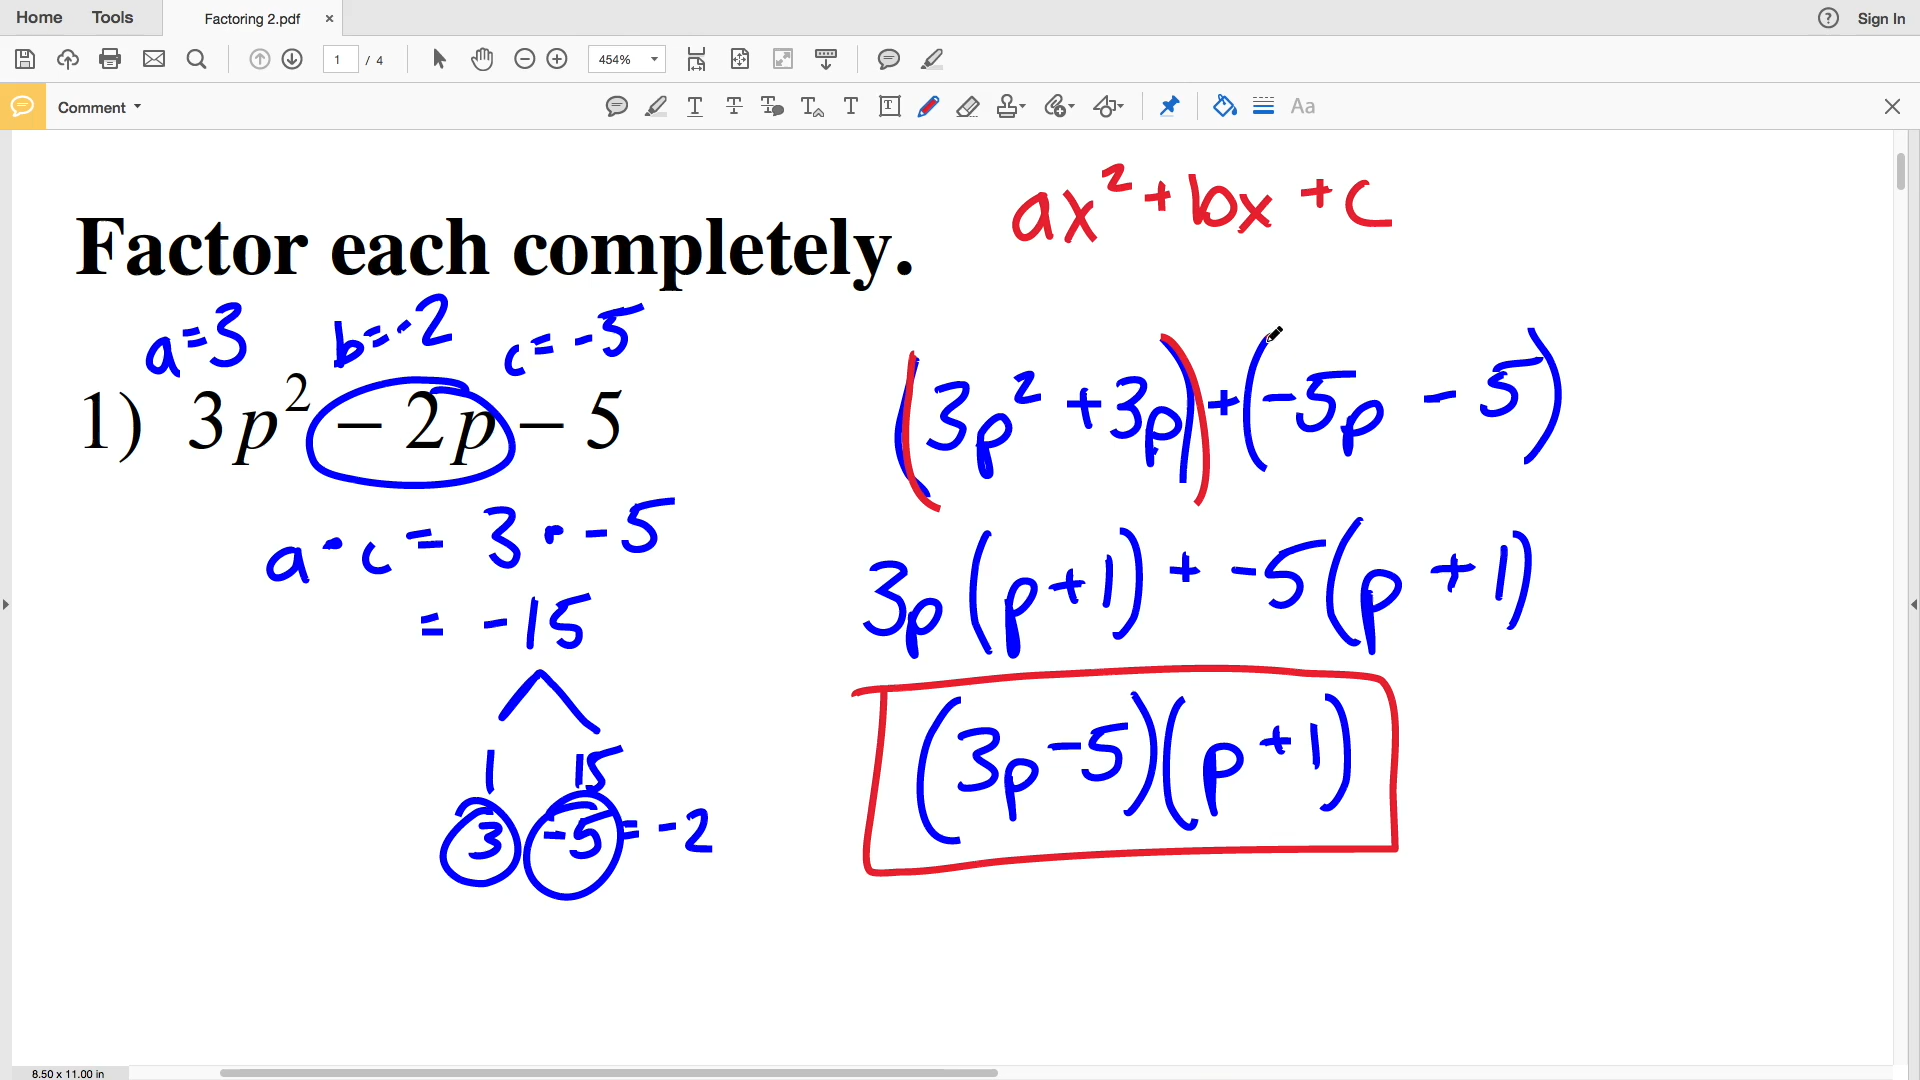 Home Tools Factoring 2.pdf × ? Sign In
1 / 4 454%
Comment Aa
ax² + bx + c
Factor each completely.
a=3 b=-2 c=-5
1) 3p² − 2p − 5
(3p² + 3p) + (-5p - 5)
a · c = 3 · -5
3p(p+1) + -5(p+1)
= -15
(3p-5)(p+1)
1 15
3 -5 = -2
8.50 x 11.00 in